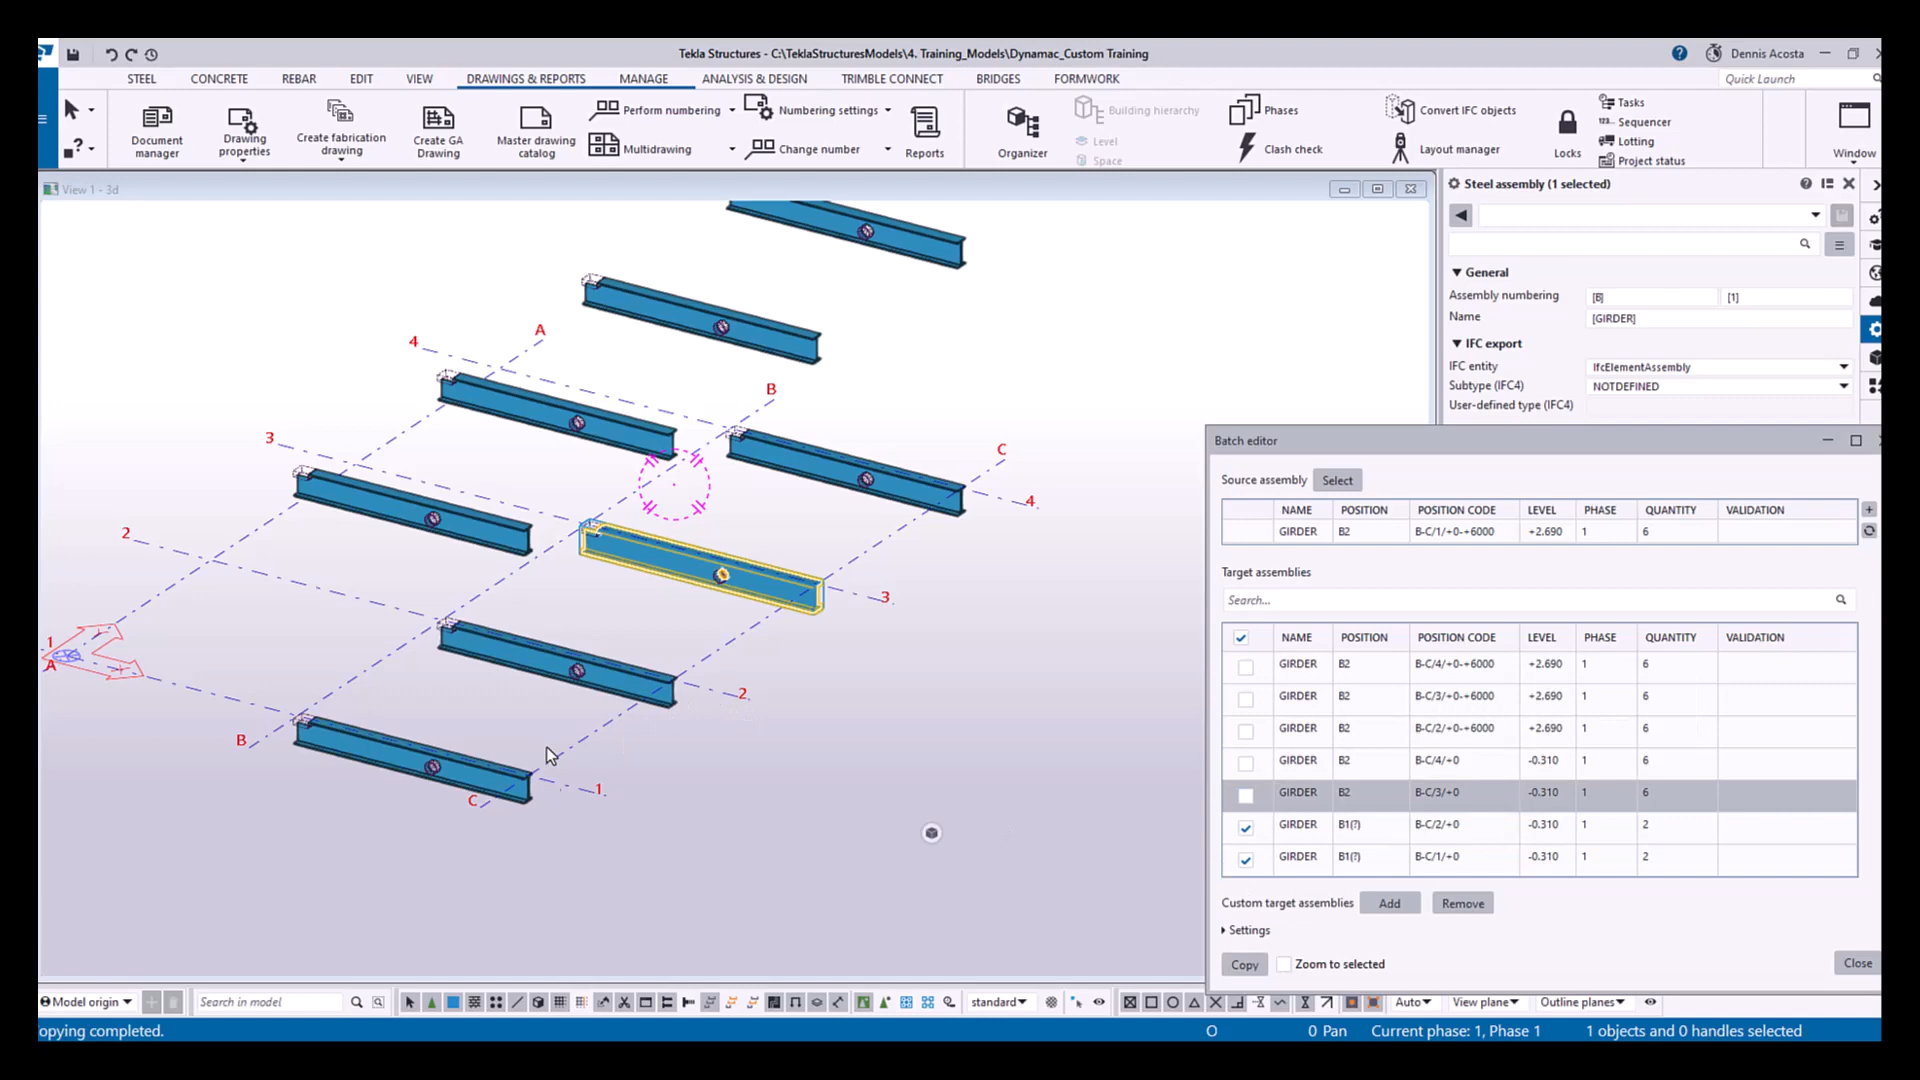 Tekla Structures - C:\TeklaStructuresModels\4. Training_Models\Dynamac_Custom Training
Dennis Acosta
STEEL CONCRETE REBAR EDIT VIEW DRAWINGS & REPORTS MANAGE ANALYSIS & DESIGN TRIMBLE CONNECT BRIDGES FORMWORK
Quick Launch
Document manager
Drawing properties
Create fabrication drawing
Create GA Drawing
Master drawing catalog
Perform numbering
Multidrawing
Numbering settings
Change number
Reports
Organizer
Building hierarchy
Level
Space
Phases
Clash check
Convert IFC objects
Layout manager
Locks
Tasks
Sequencer
Lotting
Project status
Window
View 1 - 3d
Steel assembly (1 selected)
General
Assembly numbering [B] [1]
Name [GIRDER]
IFC export
IFC entity IfcElementAssembly
Subtype (IFC4) NOTDEFINED
User-defined type (IFC4)
A
4
B
3
C
4
2
3
1
A
2
B
1
C
Batch editor
Source assembly Select
NAME POSITION POSITION CODE LEVEL PHASE QUANTITY VALIDATION
GIRDER B2 B-C/1/+0-+6000 +2.690 1 6
Target assemblies
Search...
NAME POSITION POSITION CODE LEVEL PHASE QUANTITY VALIDATION
GIRDER B2 B-C/4/+0-+6000 +2.690 1 6
GIRDER B2 B-C/3/+0-+6000 +2.690 1 6
GIRDER B2 B-C/2/+0-+6000 +2.690 1 6
GIRDER B2 B-C/4/+0 -0.310 1 6
GIRDER B2 B-C/3/+0 -0.310 1 6
GIRDER B1(?) B-C/2/+0 -0.310 1 2
GIRDER B1(?) B-C/1/+0 -0.310 1 2
Custom target assemblies Add Remove
Settings
Copy Zoom to selected Close
Model origin Search in model standard Auto View plane Outline planes
opying completed. O 0 Pan Current phase: 1, Phase 1 1 objects and 0 handles selected